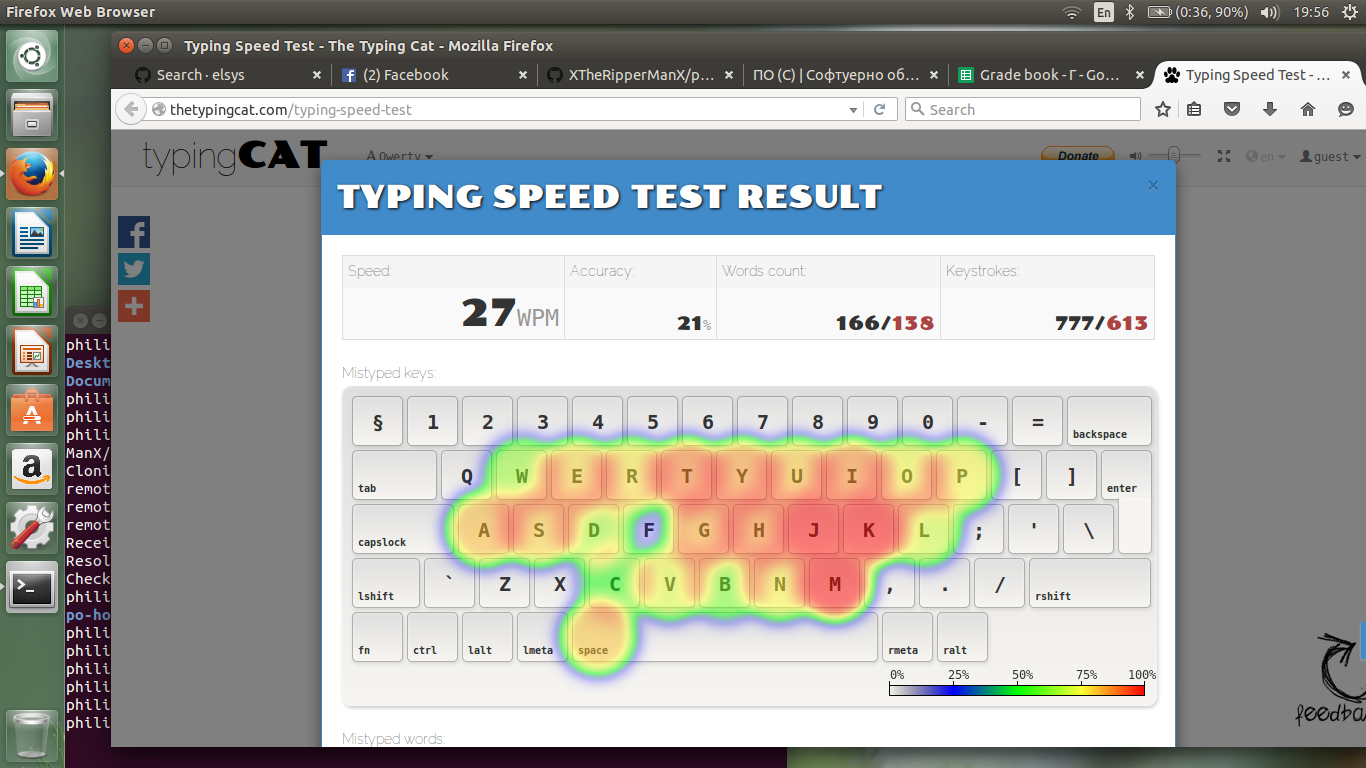 Firefox Web Browser
En
(0:36, 90%)
19:56
Typing Speed Test - The Typing Cat - Mozilla Firefox
Search · elsys
(2) Facebook
XTheRipperManX/p...
ПО (C) | Софтуерно об...
Grade book - Г - Go...
Typing Speed Test - ...
thetypingcat.com/typing-speed-test
Search
typingCAT
A Qwerty
Donate
en
guest
TYPING SPEED TEST RESULT
×
Speed:
Accuracy:
Words count:
Keystrokes:
27WPM
21%
166/138
777/613
Mistyped keys:
§ 1 2 3 4 5 6 7 8 9 0 - = backspace
tab Q W E R T Y U I O P [ ] enter
capslock A S D F G H J K L ; ' \
lshift ` Z X C V B N M , . / rshift
fn ctrl lalt lmeta space rmeta ralt
0% 25% 50% 75% 100%
Mistyped words:
feedba
phili
Deskt
Docum
phili
phili
phili
ManX/
Cloni
remot
remot
remot
Recei
Resol
Check
phili
po-ho
phili
phili
phili
phili
phili
phili